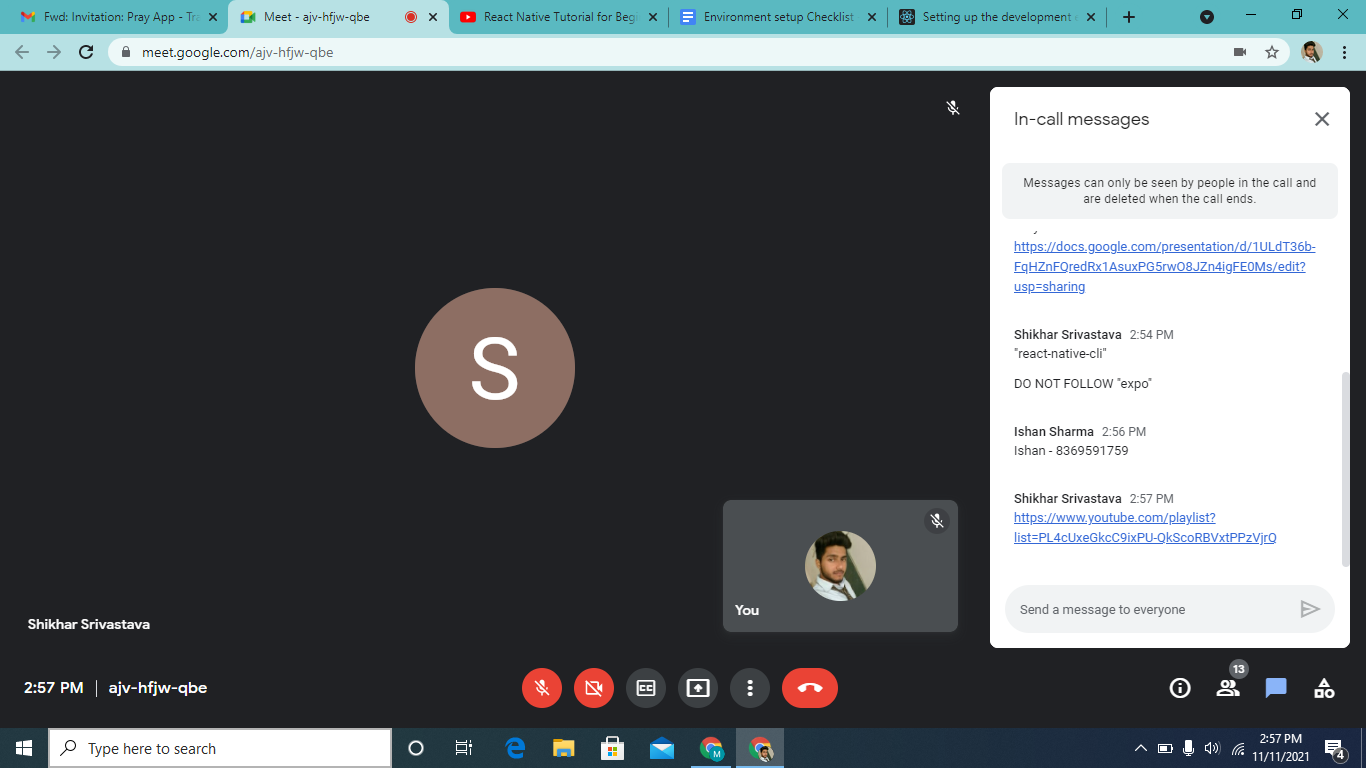 Fwd: Invitation: Pray App - Tra
Meet - ajv-hfjw-qbe
React Native Tutorial for Begi
Environment setup Checklist
Setting up the development e
meet.google.com/ajv-hfjw-qbe
S
Shikhar Srivastava
You
In-call messages
Messages can only be seen by people in the call and
are deleted when the call ends.
https://docs.google.com/presentation/d/1ULdT36b-
FqHZnFQredRx1AsuxPG5rwO8JZn4igFE0Ms/edit?
usp=sharing
Shikhar Srivastava 2:54 PM
"react-native-cli"
DO NOT FOLLOW "expo"
Ishan Sharma 2:56 PM
Ishan - 8369591759
Shikhar Srivastava 2:57 PM
https://www.youtube.com/playlist?
list=PL4cUxeGkcC9ixPU-QkScoRBVxtPPzVjrQ
Send a message to everyone
2:57 PM | ajv-hfjw-qbe
CC
13
Type here to search
M
2:57 PM
11/11/2021
4